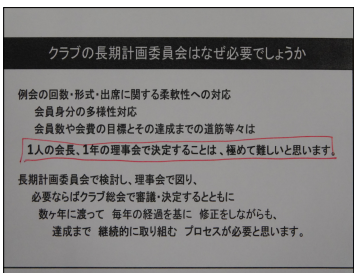 クラブの長期計画委員会はなぜ必要でしょうか
例会の回数・形式・出席に関する柔軟性への対応
会員身分の多様性対応
会員数や会費の目標とその達成までの道筋等々は
1人の会長、1年の理事会で決定することは、極めて難しいと思います。
長期計画委員会で検討し、理事会で図り、
必要ならばクラブ総会で審議・決定するとともに
数ヶ年に渡って 毎年の経過を基に 修正をしながらも、
達成まで 継続的に取り組む プロセスが必要と思います。